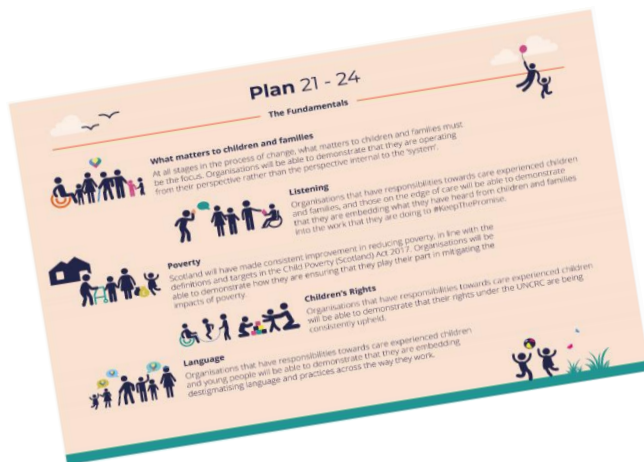 Plan 21 - 24
The Fundamentals
What matters to children and families
At all stages in the process of change, what matters to children and families must
be the focus. Organisations will be able to demonstrate that they are operating
from their perspective rather than the perspective internal to the 'system'.
Listening
Organisations that have responsibilities towards care experienced children
and families, and those on the edge of care will be able to demonstrate
that they are embedding what they have heard from children and families
into the work that they are doing to #KeepThePromise.
Poverty
Scotland will have made consistent improvement in reducing poverty, in line with the
definitions and targets in the Child Poverty (Scotland) Act 2017. Organisations will be
able to demonstrate how they are ensuring that they play their part in mitigating the
impacts of poverty.
Children's Rights
Organisations that have responsibilities towards care experienced children
will be able to demonstrate that their rights under the UNCRC are being
consistently upheld.
Language
Organisations that have responsibilities towards care experienced children
and young people will be able to demonstrate that they are embedding
destigmatising language and practices across the way they work.